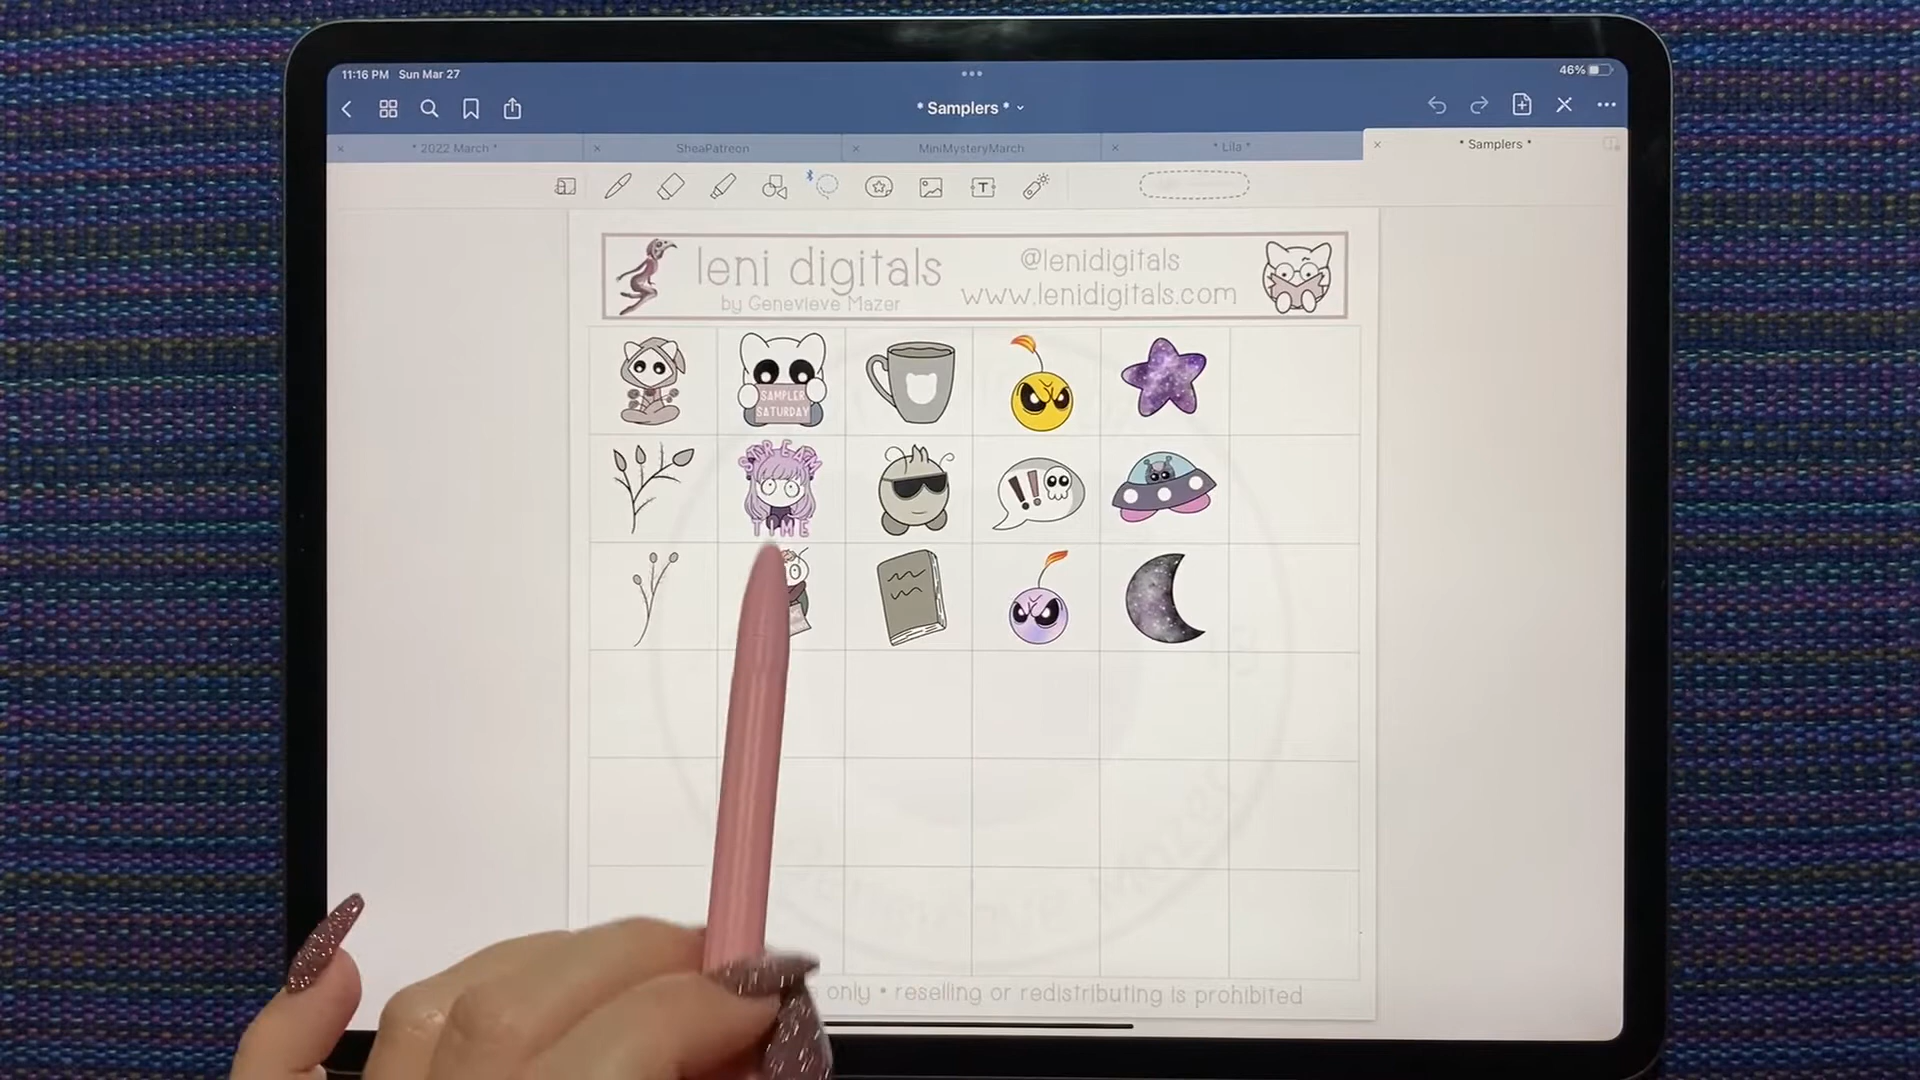 11:16 PM Sun Mar 27
46%
* Samplers *
* 2022 March *
SheaPatreon
MiniMysteryMarch
* Lila *
* Samplers *
T
leni digitals
by Genevieve Mazer
@lenidigitals
www.lenidigitals.com
SAMPLER
SATURDAY
STREAM
TIME
!!
only • reselling or redistributing is prohibited